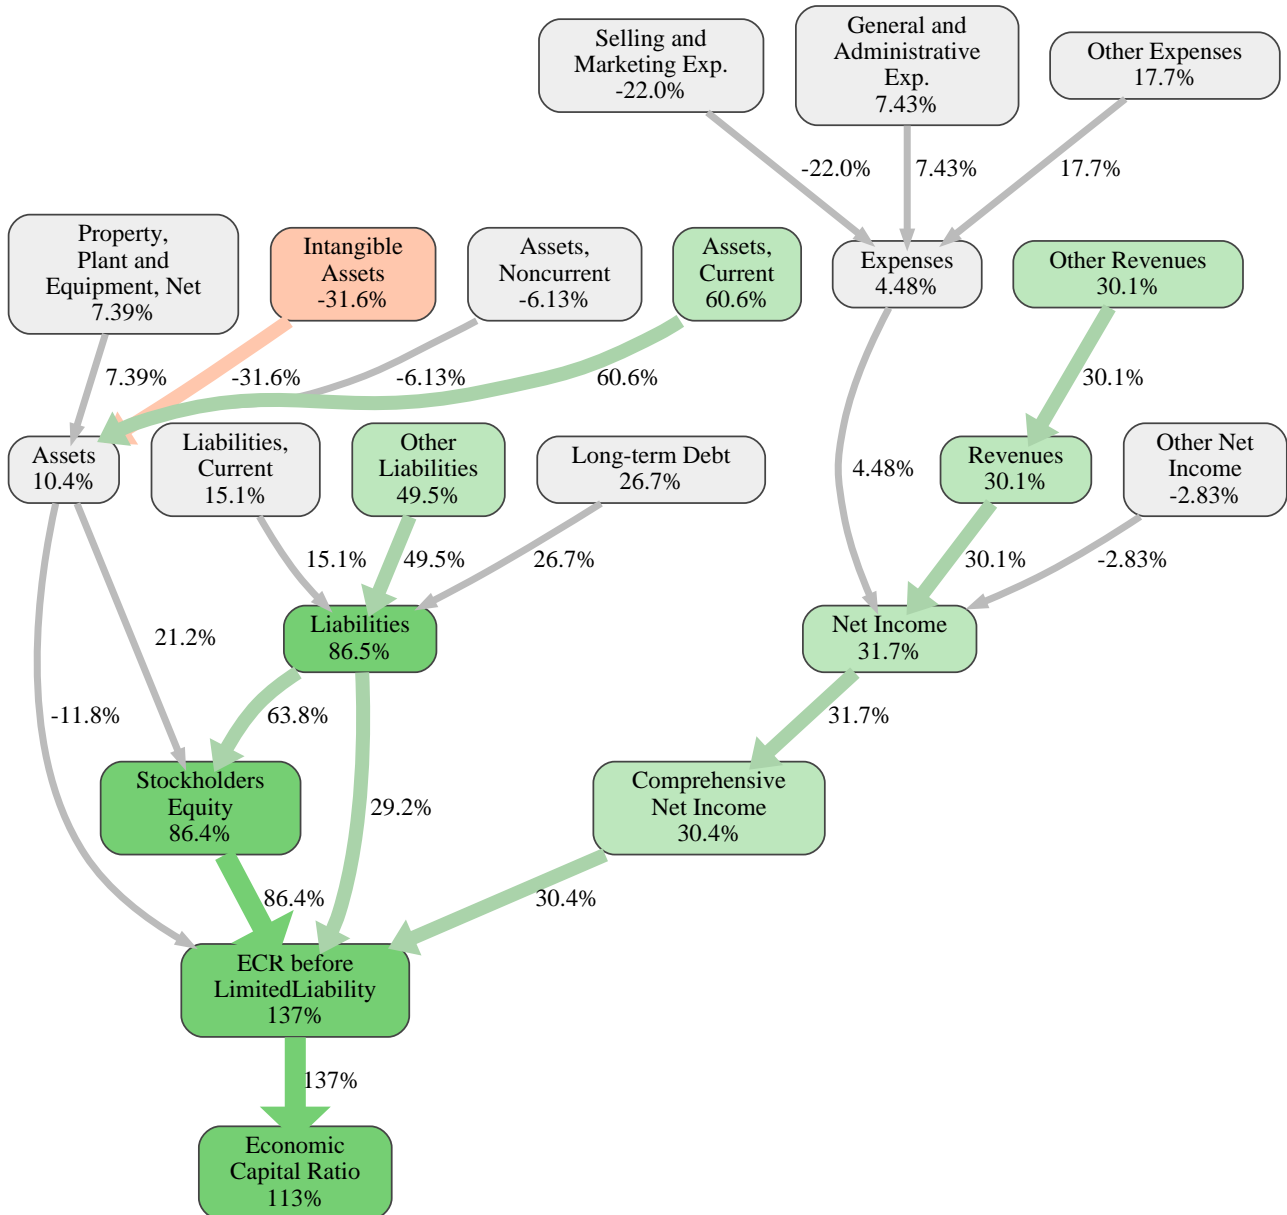 Selling and
Marketing Exp.
-22.0%
General and
Administrative
Exp.
7.43%
Other Expenses
17.7%
-22.0%
7.43%
17.7%
Property,
Plant and
Equipment, Net
7.39%
Intangible
Assets
-31.6%
Assets,
Noncurrent
-6.13%
Assets,
Current
60.6%
Expenses
4.48%
Other Revenues
30.1%
7.39%
-31.6%
-6.13%
60.6%
30.1%
Assets
10.4%
Liabilities,
Current
15.1%
Other
Liabilities
49.5%
Long-term Debt
26.7%
4.48%
Revenues
30.1%
Other Net
Income
-2.83%
15.1%
49.5%
26.7%
30.1%
-2.83%
21.2%
Liabilities
86.5%
Net Income
31.7%
-11.8%
63.8%
31.7%
Stockholders
Equity
86.4%
29.2%
Comprehensive
Net Income
30.4%
86.4%
30.4%
ECR before
LimitedLiability
137%
137%
Economic
Capital Ratio
113%